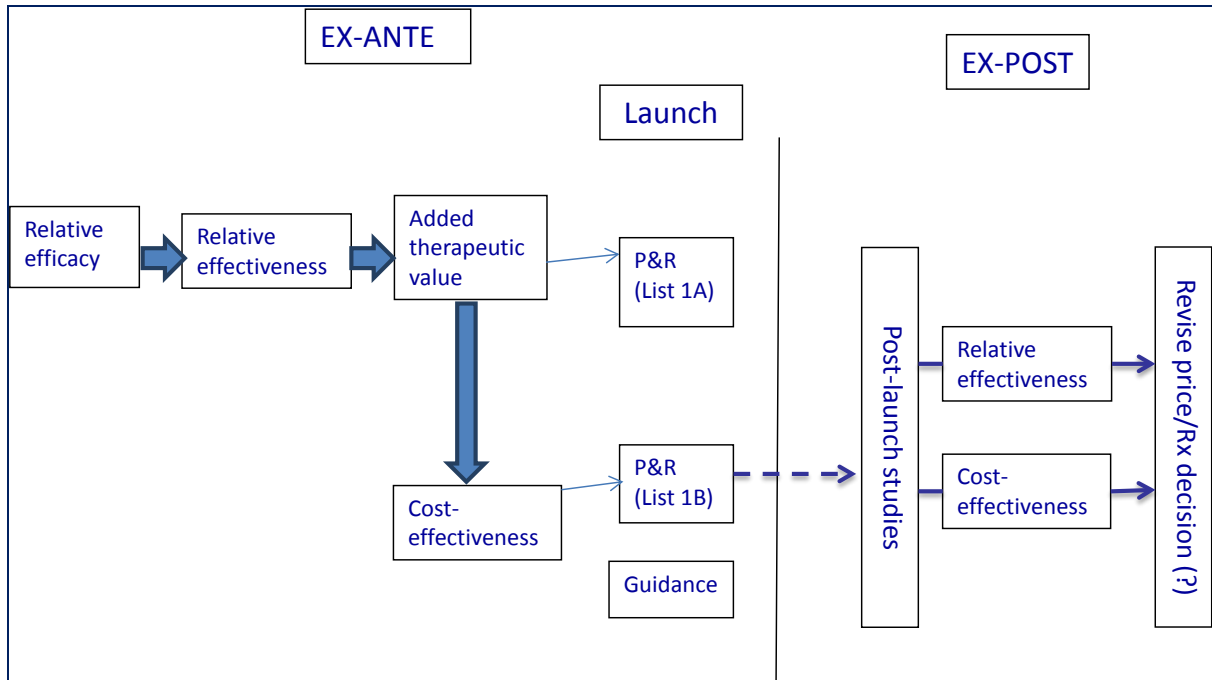 EX-ANTE
EX-POST
Launch
Relative
efficacy
Relative
effectiveness
Added
therapeutic
value
P&R
(List 1A)
Cost-
effectiveness
P&R
(List 1B)
Guidance
Post-launch studies
Relative
effectiveness
Cost-
effectiveness
Revise price/Rx decision (?)